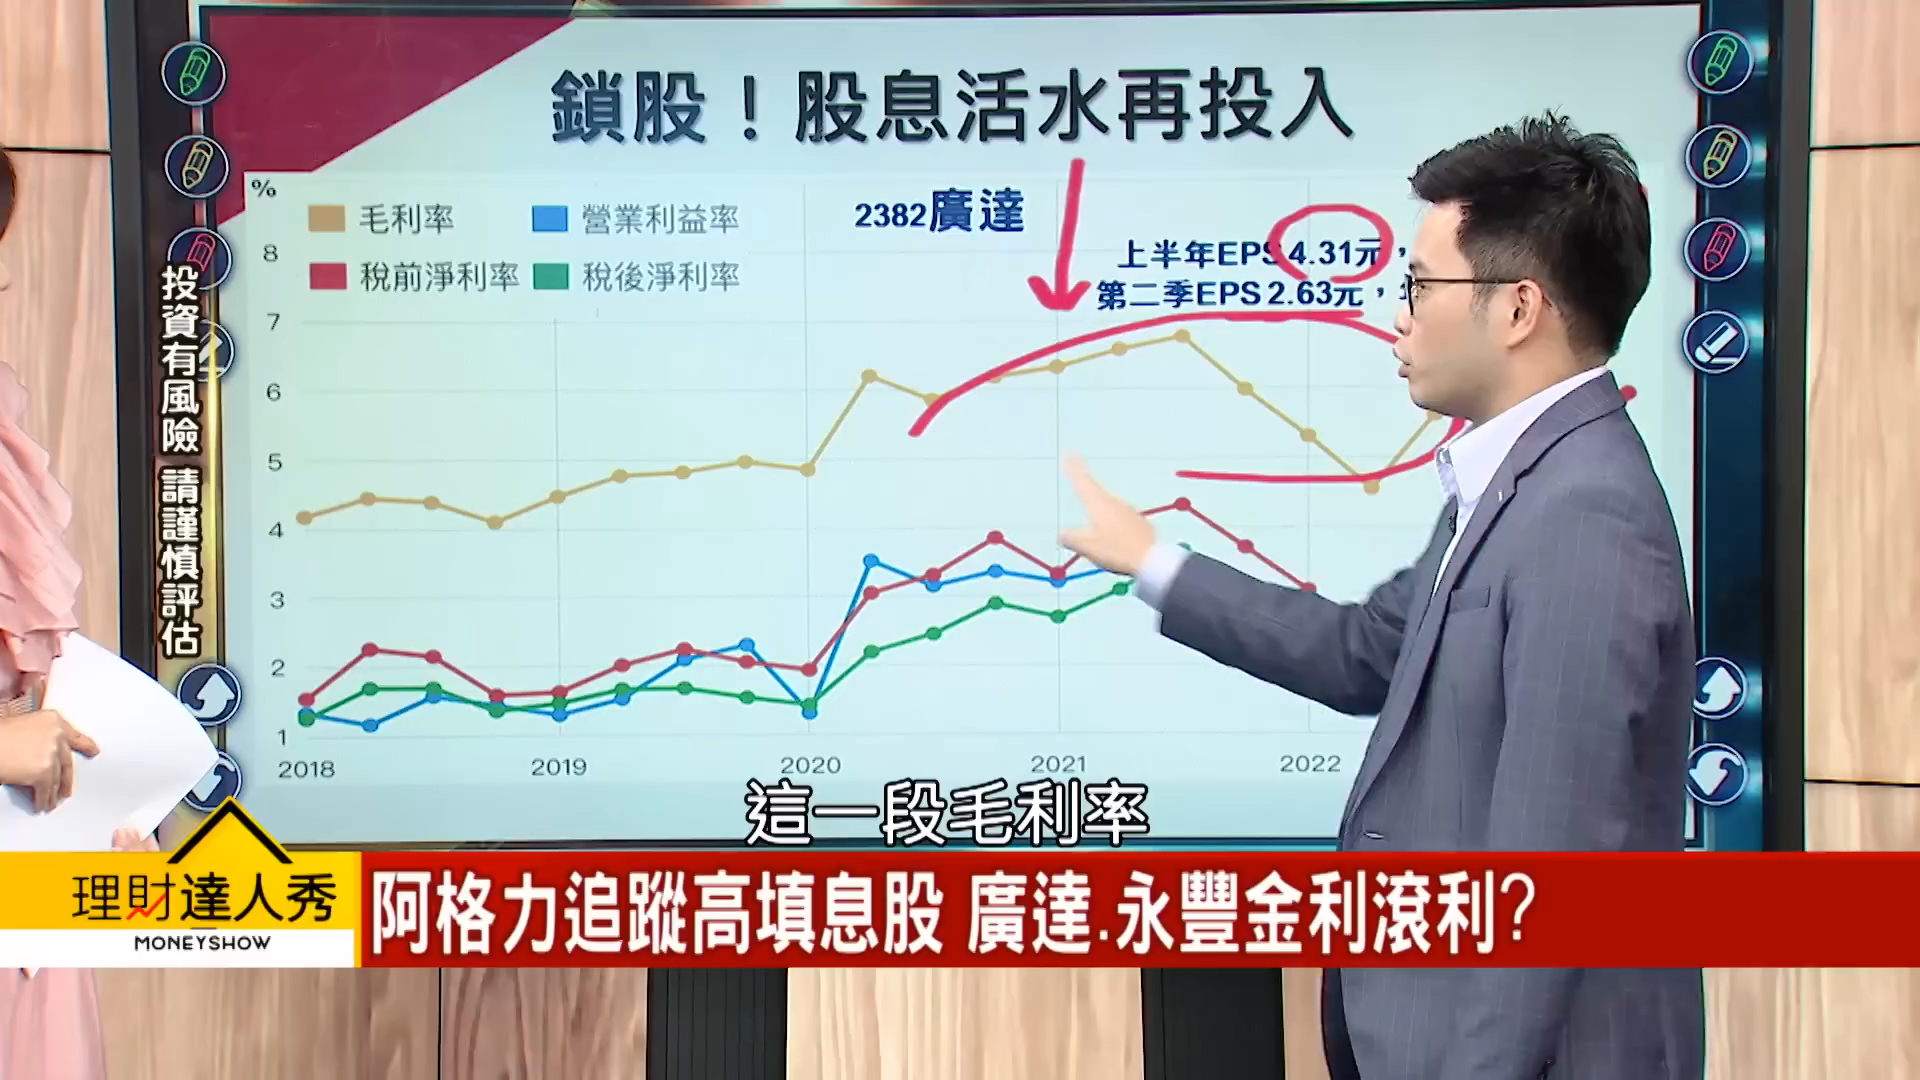 鎖股！股息活水再投入
%
毛利率
營業利益率
稅前淨利率
稅後淨利率
2382廣達
上半年EPS 4.31元，
第二季EPS 2.63元，
8
7
6
5
4
3
2
1
2018
2019
2020
2021
2022
投資有風險 請謹慎評估
這一段毛利率
理財達人秀
MONEYSHOW
阿格力追蹤高填息股 廣達.永豐金利滾利?